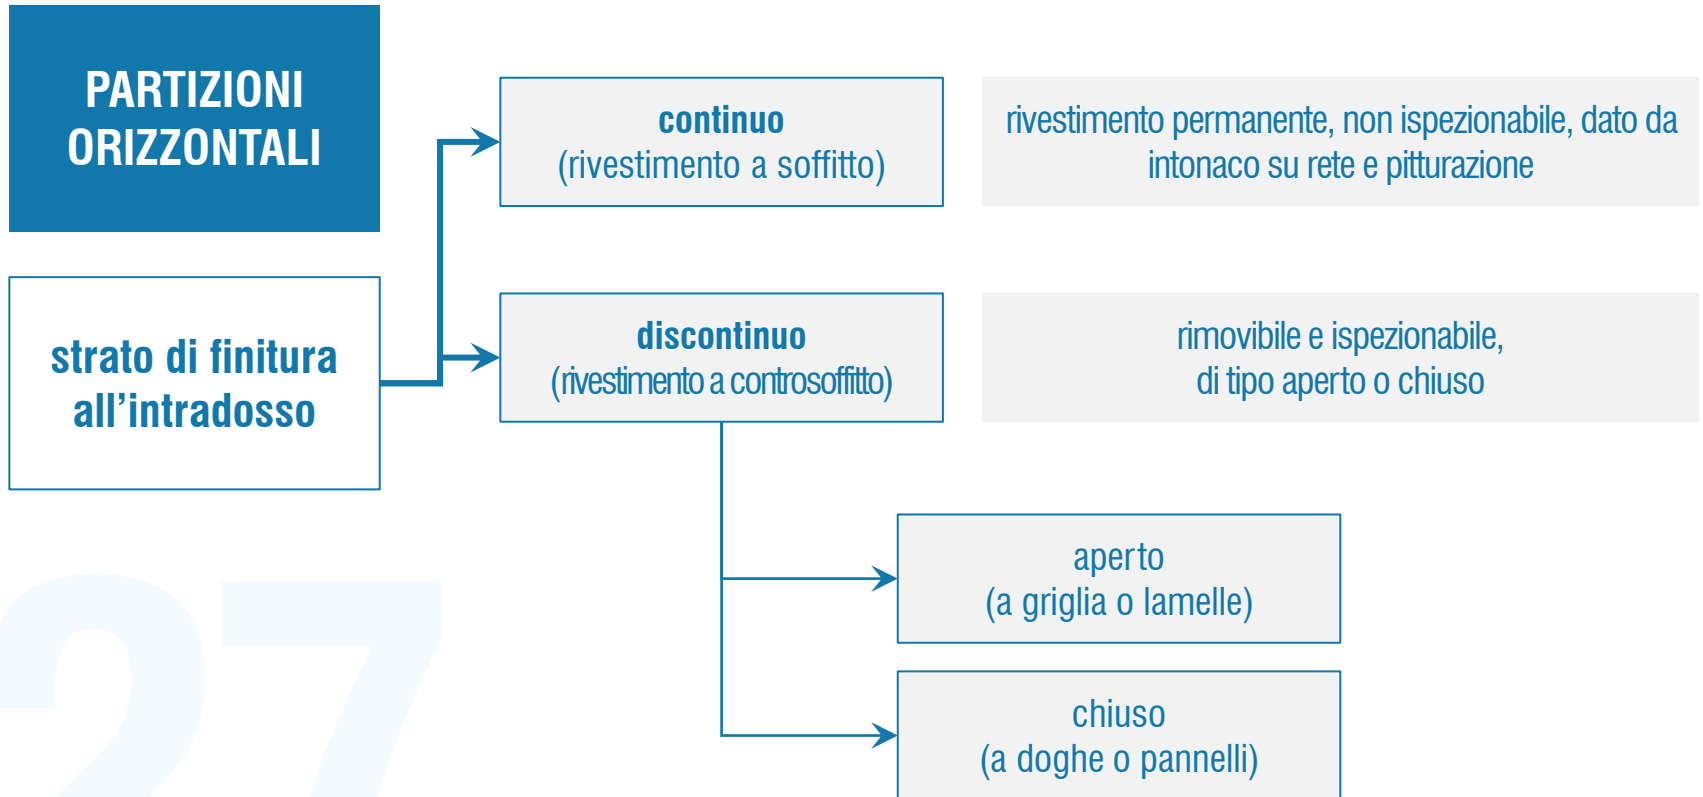 PARTIZIONI
ORIZZONTALI
strato di finitura
all’intradosso
continuo
(rivestimento a soffitto)
rivestimento permanente, non ispezionabile, dato da
intonaco su rete e pitturazione
discontinuo
(rivestimento a controsoffitto)
rimovibile e ispezionabile,
di tipo aperto o chiuso
aperto
(a griglia o lamelle)
chiuso
(a doghe o pannelli)
27